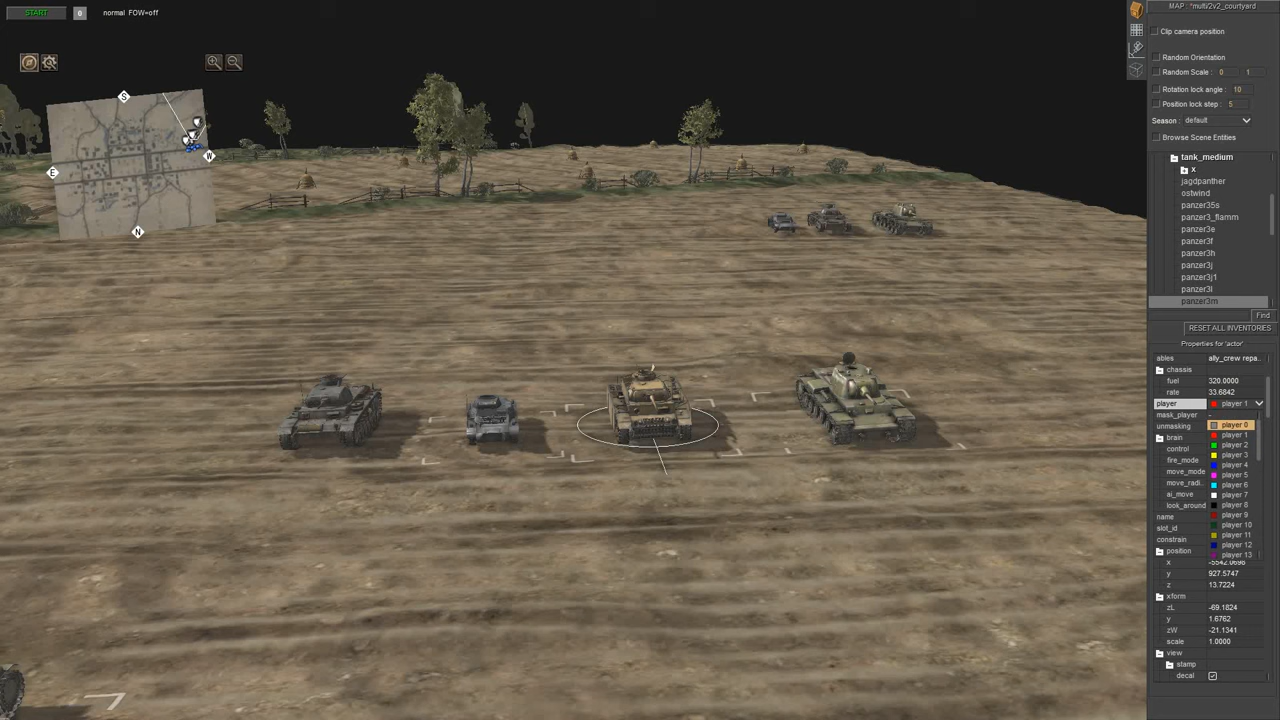 START
0
normal FOW=off
S
W
E
N
MAP : *multi/2v2_courtyard
Clip camera position
Random Orientation
Random Scale : 0 1
Rotation lock angle : 10
Position lock step : 5
Season : default
Browse Scene Entities
tank_medium
x
jagdpanther
ostwind
panzer35s
panzer3_flamm
panzer3e
panzer3f
panzer3h
panzer3j
panzer3j1
panzer3l
panzer3m
Find
RESET ALL INVENTORIES
Properties for 'actor'
ables ally_crew repa..
chassis
fuel 320.0000
rate 33.6842
player player 1
mask_player -
unmasking player 0
player 1
brain
control player 2
player 3
fire_mode player 4
move_mode player 5
move_radi.. player 6
ai_move player 7
look_around player 8
name player 9
slot_id player 10
constrain player 11
position player 12
player 13
x -5542.0696
y 927.5747
z 13.7224
xform
zL -69.1824
y 1.6762
zW -21.1341
scale 1.0000
view
stamp
decal